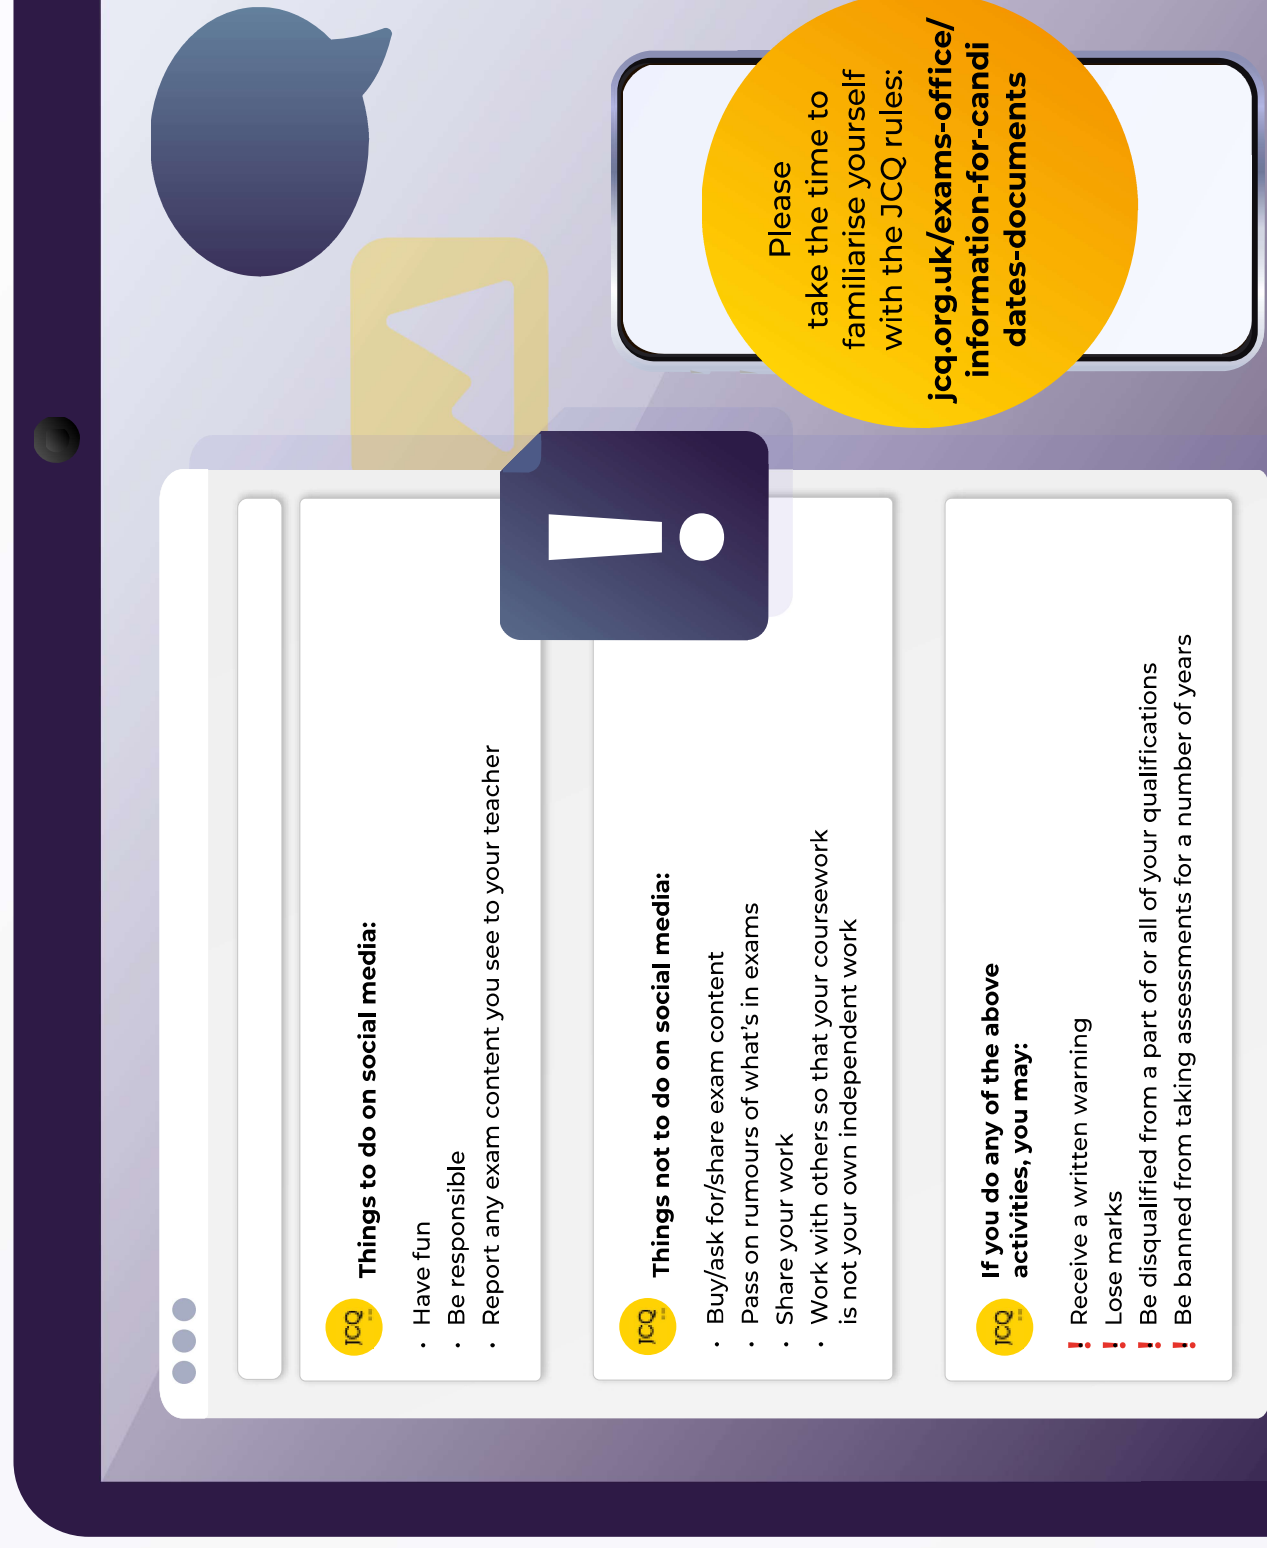 JCQ
Things to do on social media:
· Have fun
· Be responsible
· Report any exam content you see to your teacher
JCQ
Things not to do on social media:
· Buy/ask for/share exam content
· Pass on rumours of what's in exams
· Share your work
· Work with others so that your coursework
is not your own independent work
JCQ
If you do any of the above
activities, you may:
! Receive a written warning
! Lose marks
! Be disqualified from a part of or all of your qualifications
! Be banned from taking assessments for a number of years
!
Please
take the time to
familiarise yourself
with the JCQ rules:
jcq.org.uk/exams-office/
information-for-candi
dates-documents